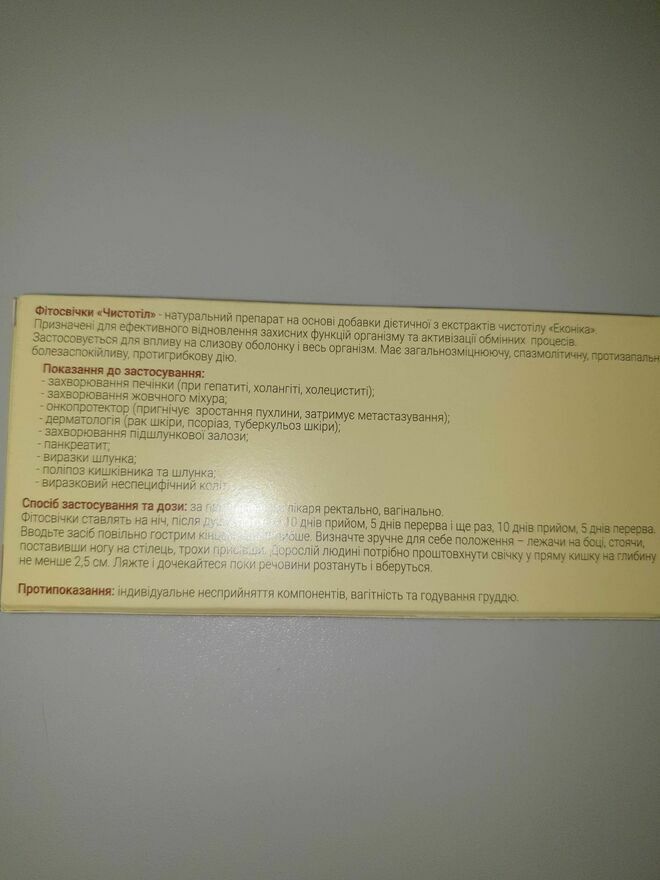 Фітосвічки «Чистотіл» - натуральний препарат на основі добавки дієтичної з екстрактів чистотілу «Еконіка».
Призначені для ефективного відновлення захисних функцій організму та активізації обмінних процесів.
Застосовується для впливу на слизову оболонку і весь організм. Має загальнозміцнюючу, спазмолітичну, протизапальн
болезаспокійливу, протигрибкову дію.
Показання до застосування:
- захворювання печінки (при гепатиті, холангіті, холециститі);
- захворювання жовчного міхура;
- онкопротектор (пригнічує зростання пухлини, затримує метастазування);
- дерматологія (рак шкіри, псоріаз, туберкульоз шкіри);
- захворювання підшлункової залози;
- панкреатит;
- виразки шлунка;
- поліпоз кишківника та шлунка;
- виразковий неспецифічний коліт
Спосіб застосування та дози: за лікаря ректально, вагінально.
Фітосвічки ставлять на ніч, після 10 днів прийом, 5 днів перерва і ще раз, 10 днів прийом, 5 днів перерва.
Вводьте засіб повільно гострим Визначте зручне для себе положення – лежачи на боці, стоячи,
поставивши ногу на стілець, трохи присівши. Дорослій людині потрібно проштовхнути свічку у пряму кишку на глибину
не менше 2,5 см. Ляжте і дочекайтеся поки речовини розтануть і вберуться.
Протипоказання: індивідуальне несприйняття компонентів, вагітність та годування груддю.